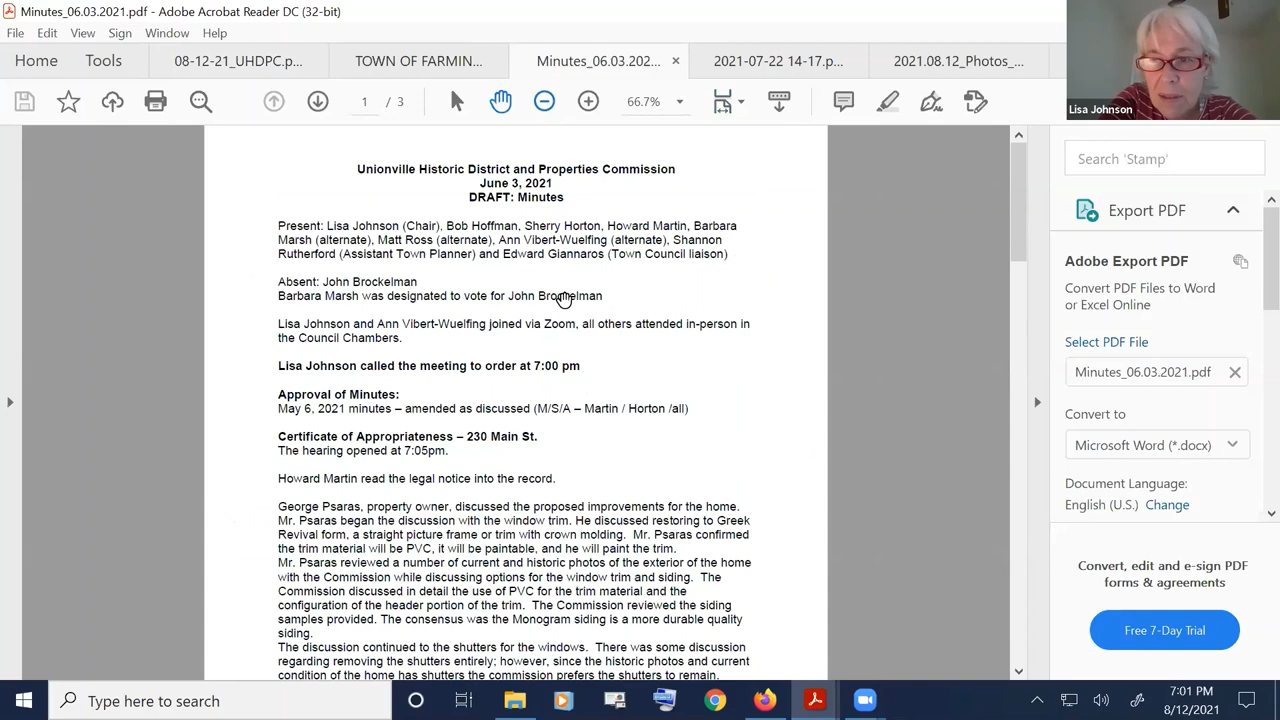 Minutes_06.03.2021.pdf - Adobe Acrobat Reader DC (32-bit)
File Edit View Sign Window Help
Home Tools 08-12-21_UHDPC.p... TOWN OF FARMIN... Minutes_06.03.202... × 2021-07-22 14-17.p... 2021.08.12_Photos_...
1 / 3 66.7%
Lisa Johnson
Unionville Historic District and Properties Commission
June 3, 2021
DRAFT: Minutes
Present: Lisa Johnson (Chair), Bob Hoffman, Sherry Horton, Howard Martin, Barbara
Marsh (alternate), Matt Ross (alternate), Ann Vibert-Wuelfing (alternate), Shannon
Rutherford (Assistant Town Planner) and Edward Giannaros (Town Council liaison)
Absent: John Brockelman
Barbara Marsh was designated to vote for John Brockelman
Lisa Johnson and Ann Vibert-Wuelfing joined via Zoom, all others attended in-person in
the Council Chambers.
Lisa Johnson called the meeting to order at 7:00 pm
Approval of Minutes:
May 6, 2021 minutes – amended as discussed (M/S/A – Martin / Horton /all)
Certificate of Appropriateness – 230 Main St.
The hearing opened at 7:05pm.
Howard Martin read the legal notice into the record.
George Psaras, property owner, discussed the proposed improvements for the home.
Mr. Psaras began the discussion with the window trim. He discussed restoring to Greek
Revival form, a straight picture frame or trim with crown molding. Mr. Psaras confirmed
the trim material will be PVC, it will be paintable, and he will paint the trim.
Mr. Psaras reviewed a number of current and historic photos of the exterior of the home
with the Commission while discussing options for the window trim and siding. The
Commission discussed in detail the use of PVC for the trim material and the
configuration of the header portion of the trim. The Commission reviewed the siding
samples provided. The consensus was the Monogram siding is a more durable quality
siding.
The discussion continued to the shutters for the windows. There was some discussion
regarding removing the shutters entirely; however, since the historic photos and current
condition of the home has shutters the commission prefers the shutters to remain.
Search 'Stamp'
Export PDF
Adobe Export PDF
Convert PDF Files to Word
or Excel Online
Select PDF File
Minutes_06.03.2021.pdf
Convert to
Microsoft Word (*.docx)
Document Language:
English (U.S.) Change
Convert, edit and e-sign PDF
forms & agreements
Free 7-Day Trial
Type here to search
7:01 PM
8/12/2021